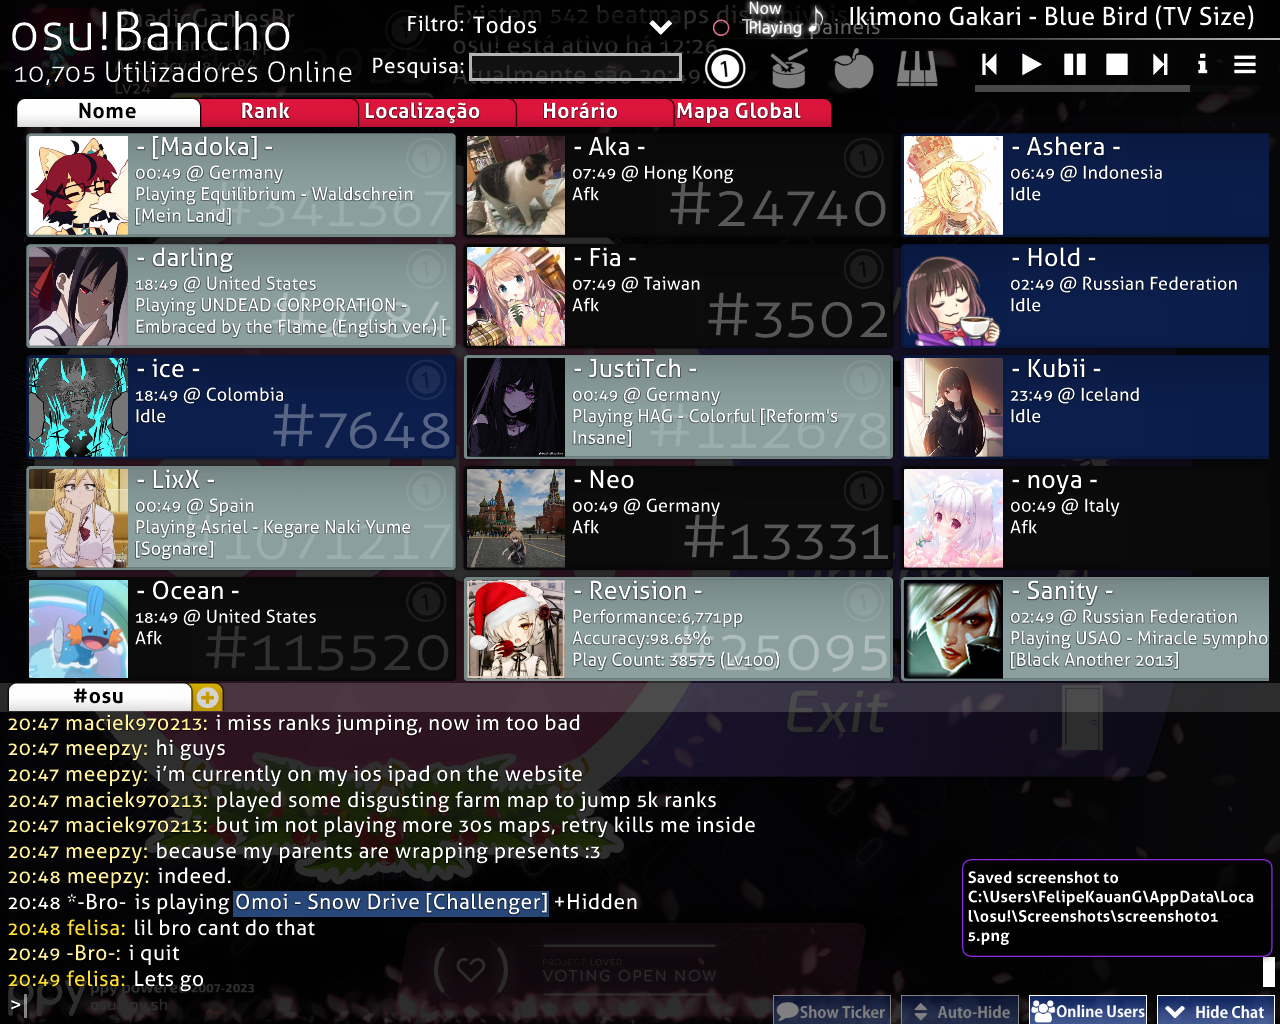 osu!Bancho
10,705 Utilizadores Online
Filtro: Todos
Pesquisa:
Now Playing
Ikimono Gakari - Blue Bird (TV Size)
Nome Rank Localização Horário Mapa Global
- [Madoka] -
00:49 @ Germany
Playing Equilibrium - Waldschrein
[Mein Land]
#341367
- Aka -
07:49 @ Hong Kong
Afk
#24740
- Ashera -
06:49 @ Indonesia
Idle
- darling
18:49 @ United States
Playing UNDEAD CORPORATION -
Embraced by the Flame (English ver.) [
- Fia -
07:49 @ Taiwan
Afk
#3502
- Hold -
02:49 @ Russian Federation
Idle
- ice -
18:49 @ Colombia
Idle
#7648
- JustiTch -
00:49 @ Germany
Playing HAG - Colorful [Reform's
Insane]
- Kubii -
23:49 @ Iceland
Idle
- LixX -
00:49 @ Spain
Playing Asriel - Kegare Naki Yume
[Sognare]
#1071217
- Neo
00:49 @ Germany
Afk
#13331
- noya -
00:49 @ Italy
Afk
- Ocean -
18:49 @ United States
Afk
#115520
- Revision -
Performance:6,771pp
Accuracy:98.63%
Play Count: 38575 (Lv100)
#25095
- Sanity -
02:49 @ Russian Federation
Playing USAO - Miracle 5ympho
[Black Another 2013]
#osu
Exit
20:47 maciek970213: i miss ranks jumping, now im too bad
20:47 meepzy: hi guys
20:47 meepzy: i’m currently on my ios ipad on the website
20:47 maciek970213: played some disgusting farm map to jump 5k ranks
20:47 maciek970213: but im not playing more 30s maps, retry kills me inside
20:47 meepzy: because my parents are wrapping presents :3
20:48 meepzy: indeed.
20:48 *-Bro- is playing Omoi - Snow Drive [Challenger] +Hidden
20:48 felisa: lil bro cant do that
20:49 -Bro-: i quit
20:49 felisa: Lets go
>|
Saved screenshot to
C:\Users\FelipeKauanG\AppData\Loca
l\osu!\Screenshots\screenshot01
5.png
PROJECT LOVED
VOTING OPEN NOW
Show Ticker Auto-Hide Online Users Hide Chat